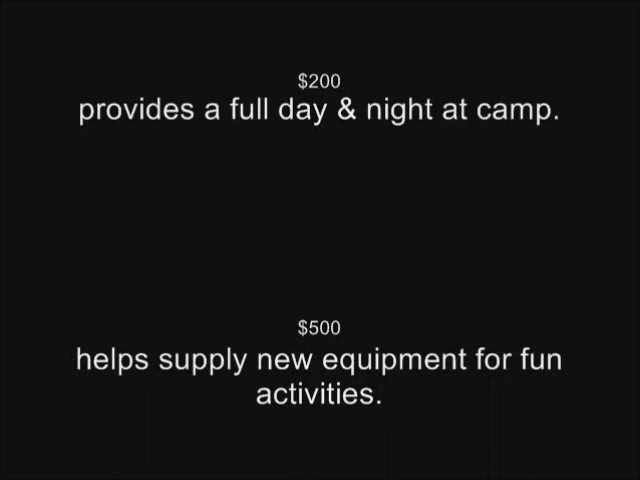 $200
provides a full day & night at camp.
$500
helps supply new equipment for fun
activities.